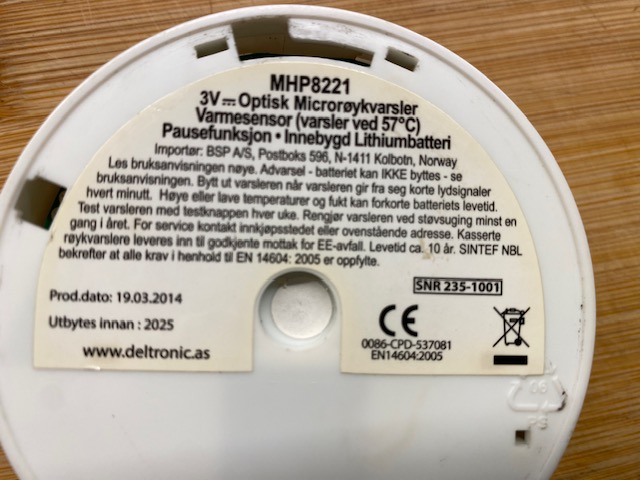 MHP8221
3V⎓Optisk Microrøykvarsler
Varmesensor (varsler ved 57°C)
Pausefunksjon • Innebygd Lithiumbatteri
Importør: BSP A/S, Postboks 596, N-1411 Kolbotn, Norway
Les bruksanvisningen nøye. Advarsel - batteriet kan IKKE byttes - se
bruksanvisningen. Bytt ut varsleren når varsleren gir fra seg korte lydsignaler
hvert minutt. Høye eller lave temperaturer og fukt kan forkorte batteriets levetid.
Test varsleren med testknappen hver uke. Rengjør varsleren ved støvsuging minst en
gang i året. For service kontakt innkjøpsstedet eller ovenstående adresse. Kasserte
røykvarslere leveres inn til godkjente mottak for EE-avfall. Levetid ca. 10 år. SINTEF NBL
bekrefter at alle krav i henhold til EN 14604: 2005 er oppfylte.
SNR 235-1001
Prod.dato: 19.03.2014
Utbytes innan : 2025
www.deltronic.as
CE
0086-CPD-537081
EN14604:2005